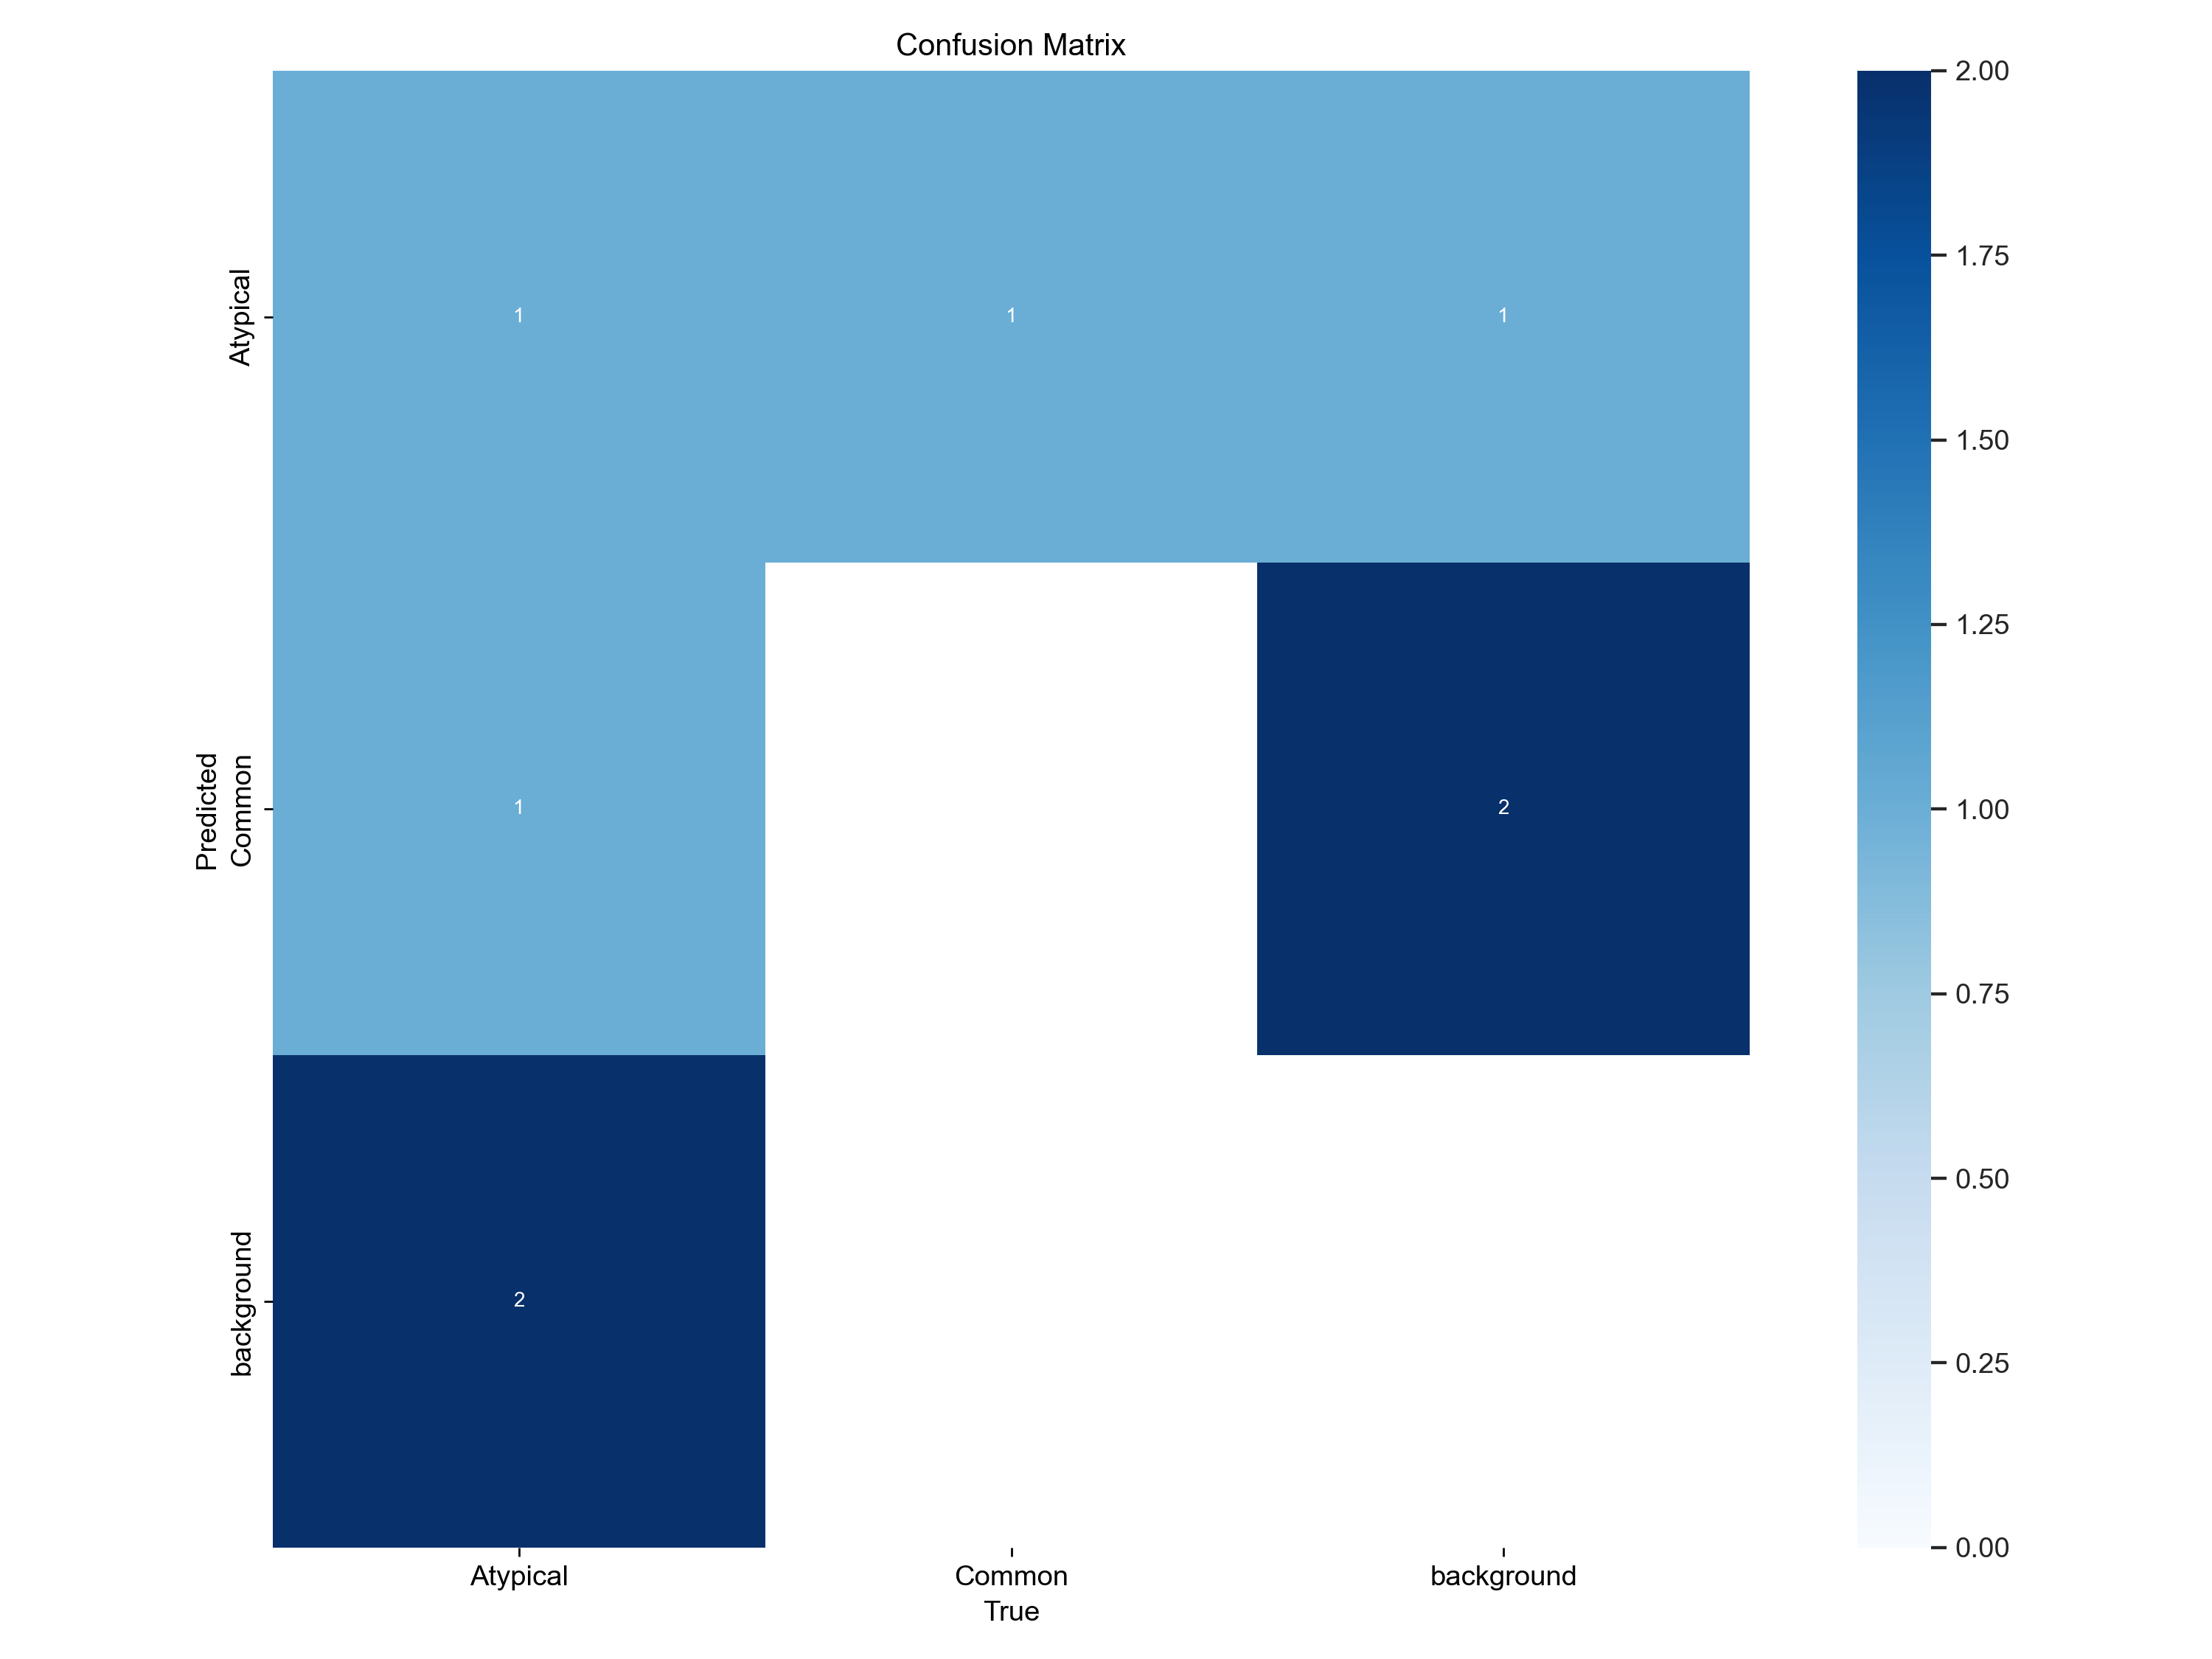 Confusion Matrix
Atypical
Common
background
Predicted
1 1 1
1 2
2
Atypical Common background
True
2.00
1.75
1.50
1.25
1.00
0.75
0.50
0.25
0.00